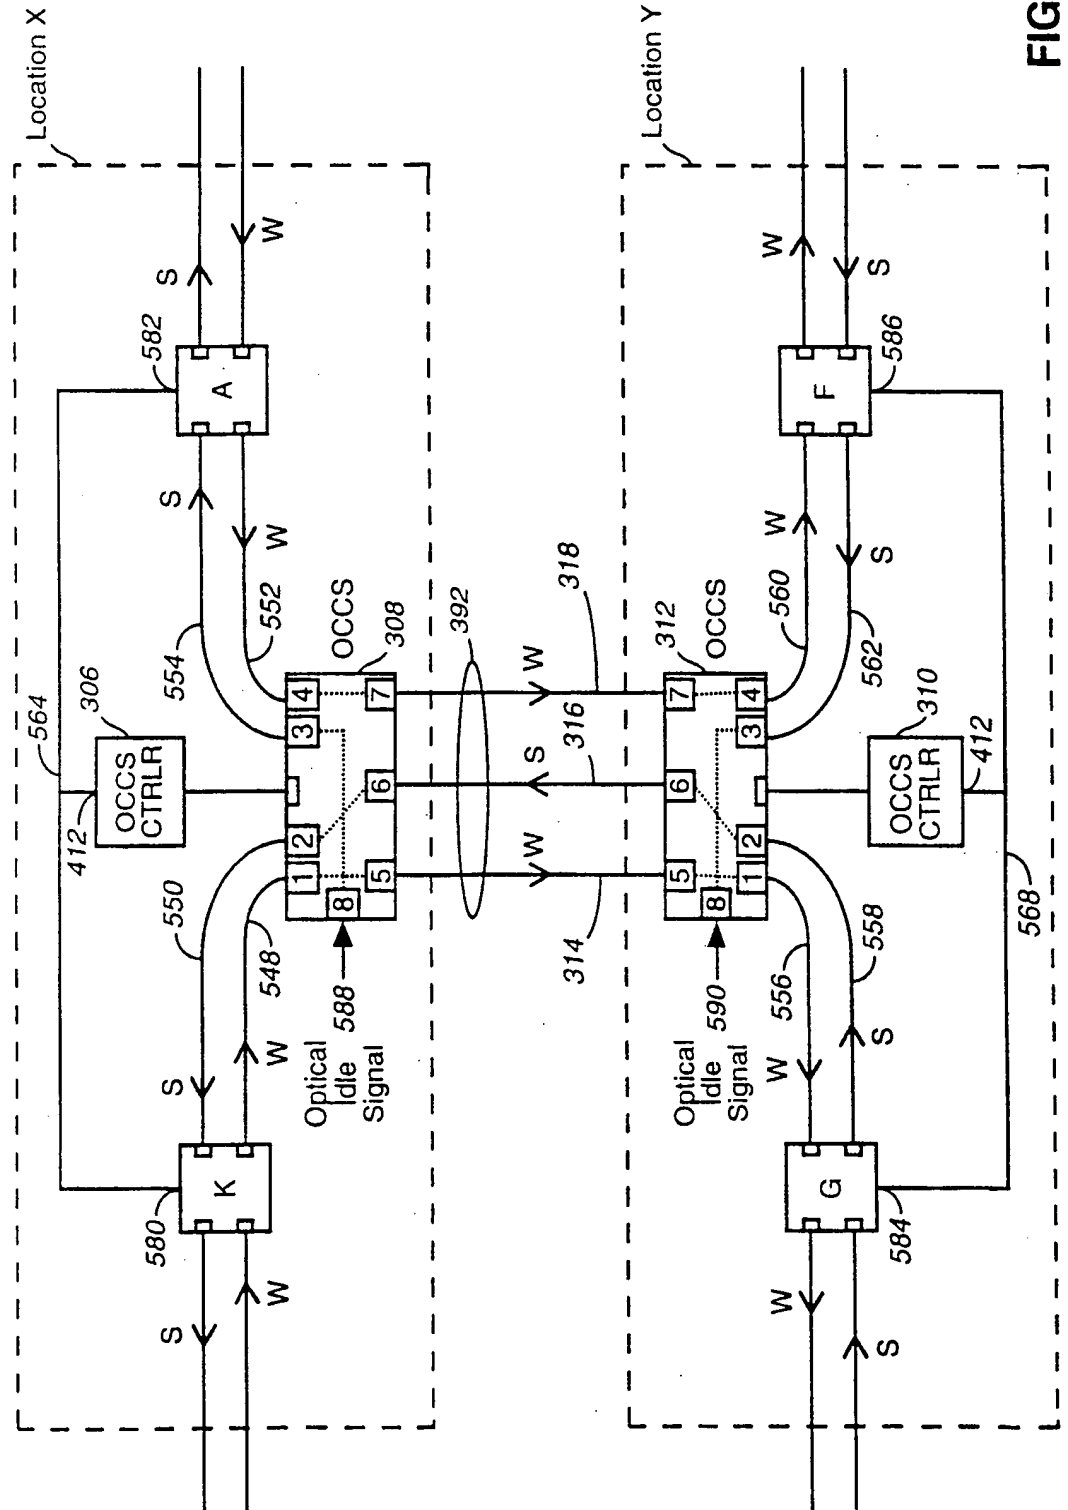 Location X
S
W
582
A
S
W
564
554
552
306
OCCS
CTRLR
412
OCCS
308
4
3
7
6
2
1
5
8
550
548
588
Optical
Idle
Signal
S
W
K
580
S
W
392
W
318
S
316
W
314
Location Y
W
S
586
F
W
S
560
562
312
OCCS
7
4
3
6
2
5
1
8
310
OCCS
CTRLR
412
568
590
Optical
Idle
Signal
556
558
W
S
G
584
W
S
FIG